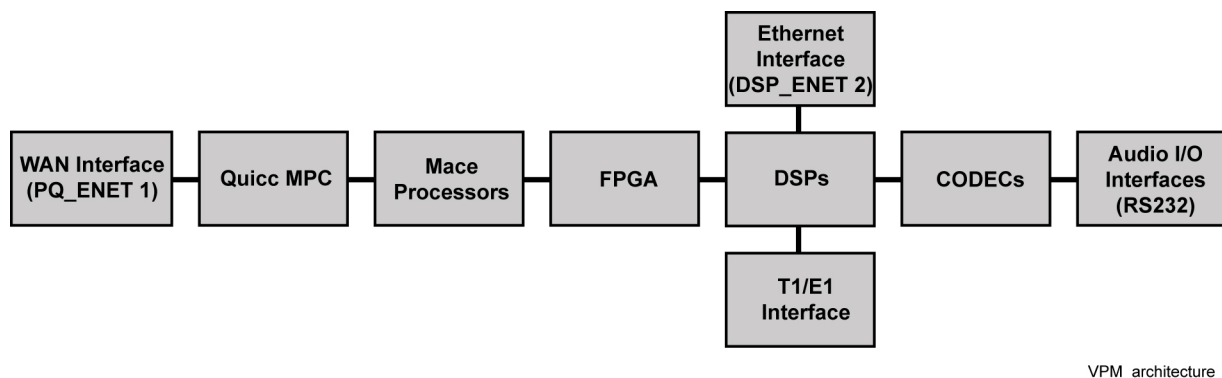 Ethernet
Interface
(DSP_ENET 2)
WAN Interface
(PQ_ENET 1)
Quicc MPC
Mace
Processors
FPGA
DSPs
CODECs
Audio I/O
Interfaces
(RS232)
T1/E1
Interface
VPM architecture